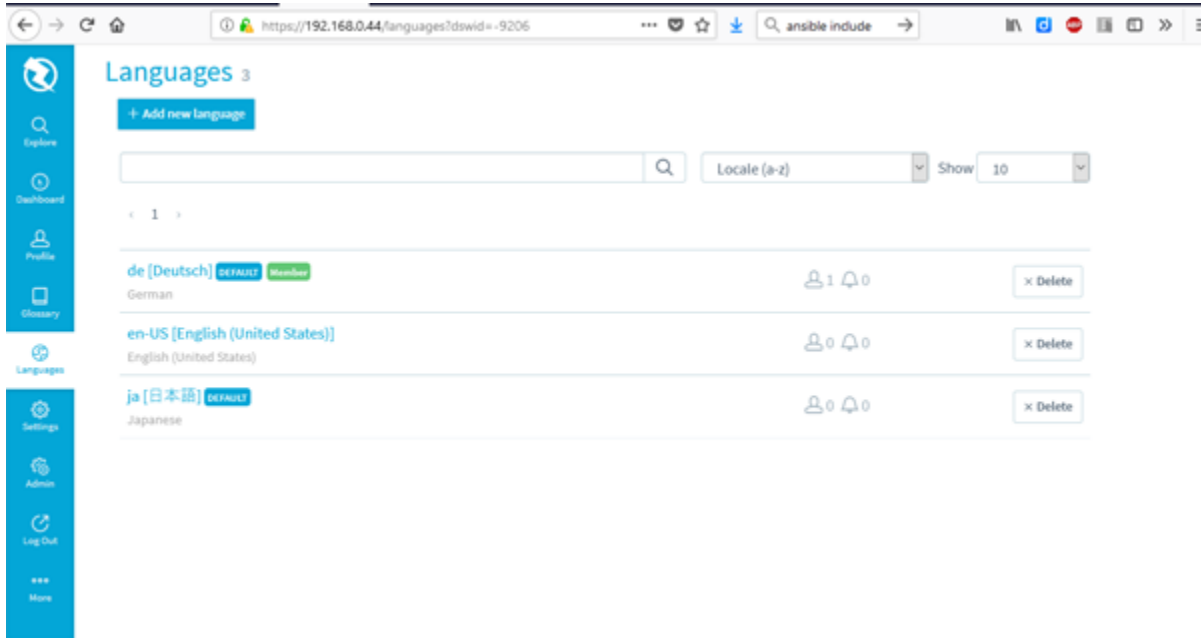 https://192.168.0.44/languages?dswid=-9206
ansible include
Languages 3
+ Add new language
Explore
Dashboard
Profile
Glossary
Languages
Settings
Admin
Log Out
More
Locale (a-z)
Show 10
‹ 1 ›
de [Deutsch] DEFAULT Member
German
1 0
× Delete
en-US [English (United States)]
English (United States)
0 0
× Delete
ja [日本語] DEFAULT
Japanese
0 0
× Delete